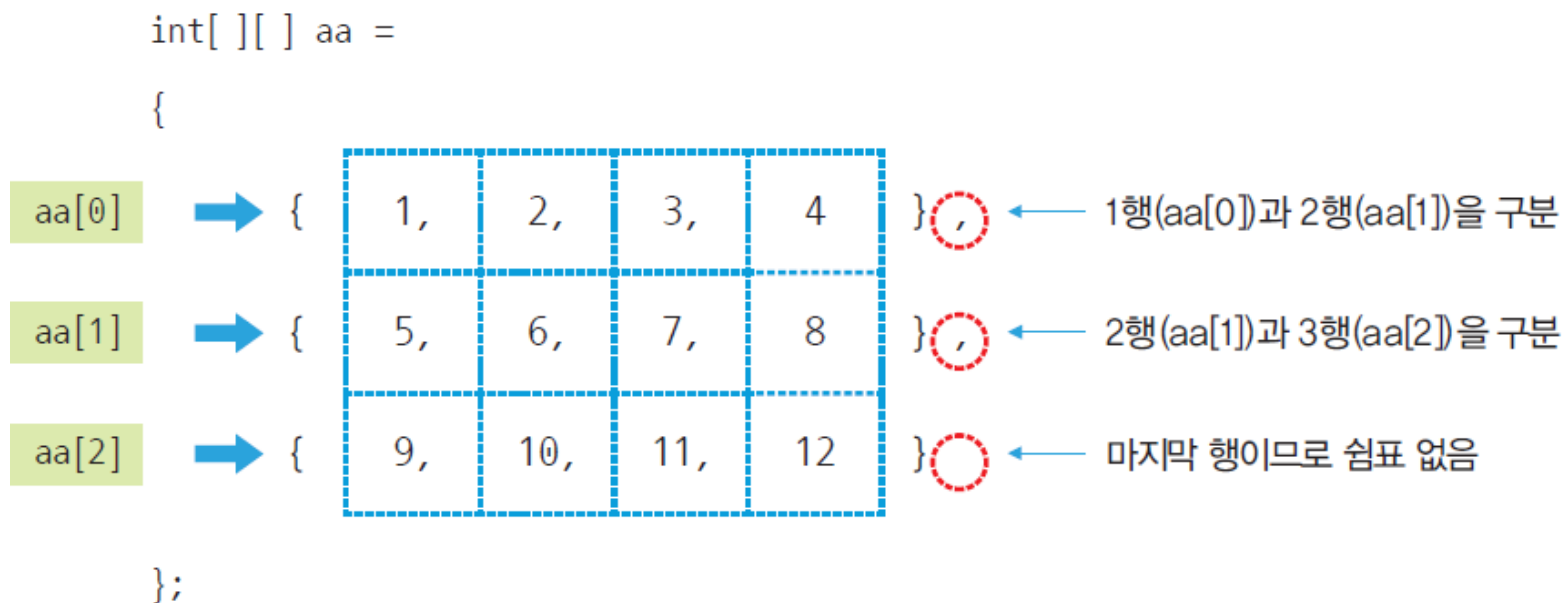 int[ ][ ] aa =
{
aa[0] { 1, 2, 3, 4 } , 1행(aa[0])과 2행(aa[1])을 구분
aa[1] { 5, 6, 7, 8 } , 2행(aa[1])과 3행(aa[2])을 구분
aa[2] { 9, 10, 11, 12 } 마지막 행이므로 쉼표 없음
};